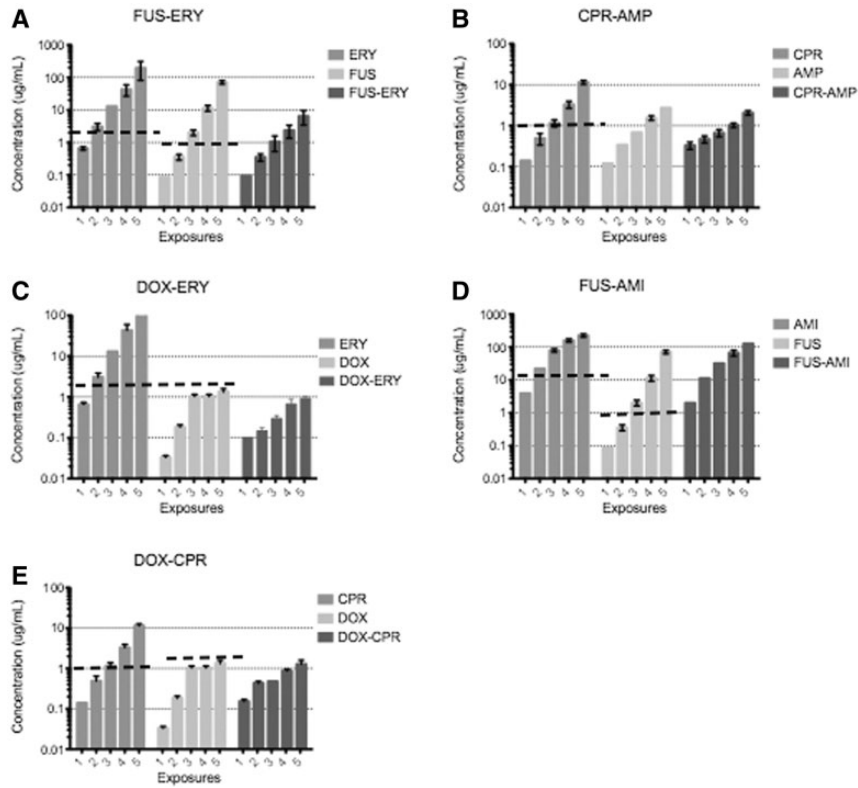 A
FUS-ERY
Concentration (ug/mL)
1000
100
10
1
0.1
0.01
1 2 3 4 5 1 2 3 4 5 1 2 3 4 5
Exposures
ERY
FUS
FUS-ERY
B
CPR-AMP
Concentration (ug/mL)
100
10
1
0.1
0.01
1 2 3 4 5 1 2 3 4 5 1 2 3 4 5
Exposures
CPR
AMP
CPR-AMP
C
DOX-ERY
Concentration (ug/mL)
100
10
1
0.1
0.01
1 2 3 4 5 1 2 3 4 5 1 2 3 4 5
Exposures
ERY
DOX
DOX-ERY
D
FUS-AMI
Concentration (ug/mL)
1000
100
10
1
0.1
0.01
1 2 3 4 5 1 2 3 4 5 1 2 3 4 5
Exposures
AMI
FUS
FUS-AMI
E
DOX-CPR
Concentration (ug/mL)
100
10
1
0.1
0.01
1 2 3 4 5 1 2 3 4 5 1 2 3 4 5
Exposures
CPR
DOX
DOX-CPR